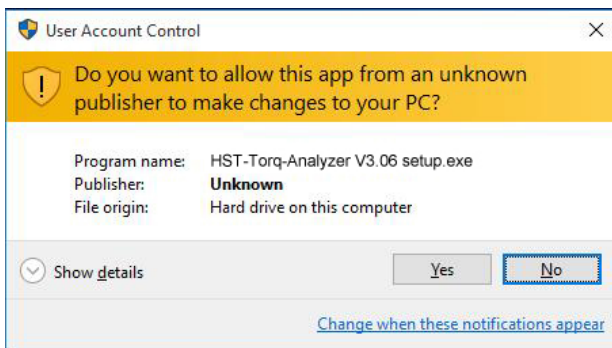 User Account Control
Do you want to allow this app from an unknown
publisher to make changes to your PC?
Program name: HST-Torq-Analyzer V3.06 setup.exe
Publisher: Unknown
File origin: Hard drive on this computer
Show details
Yes No
Change when these notifications appear